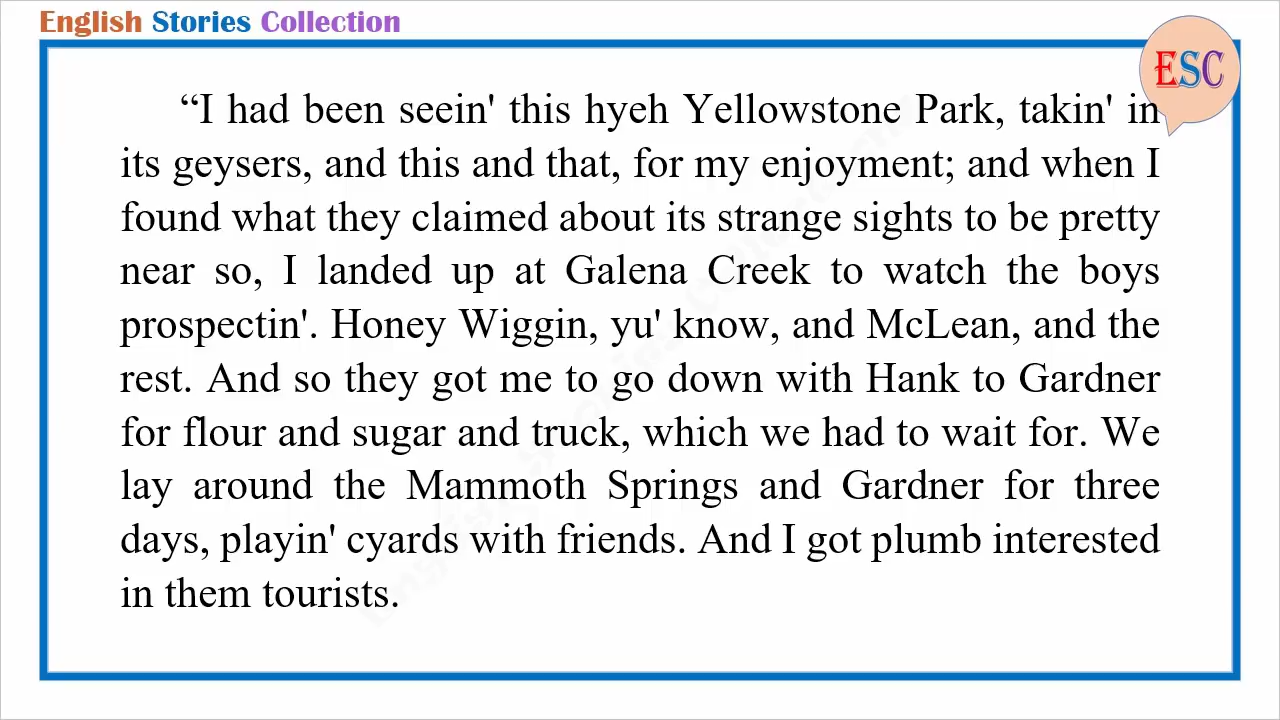 English Stories Collection
ESC
“I had been seein' this hyeh Yellowstone Park, takin' in
its geysers, and this and that, for my enjoyment; and when I
found what they claimed about its strange sights to be pretty
near so, I landed up at Galena Creek to watch the boys
prospectin'. Honey Wiggin, yu' know, and McLean, and the
rest. And so they got me to go down with Hank to Gardner
for flour and sugar and truck, which we had to wait for. We
lay around the Mammoth Springs and Gardner for three
days, playin' cyards with friends. And I got plumb interested
in them tourists.